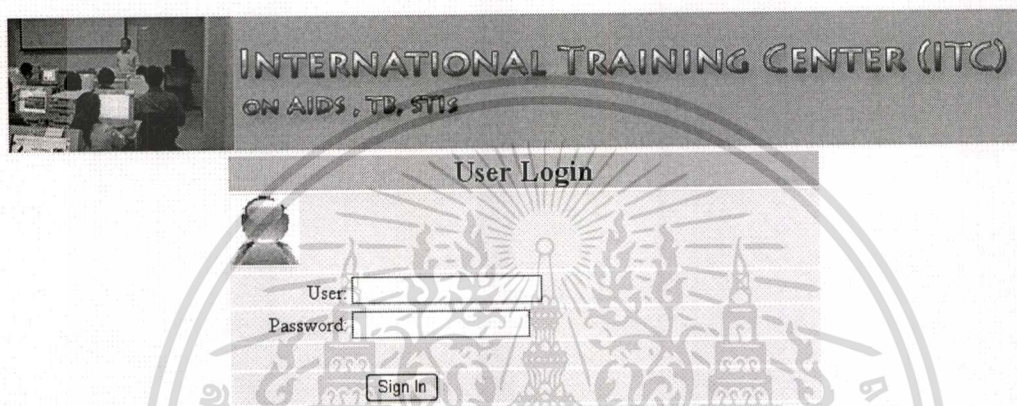 INTERNATIONAL TRAINING CENTER (ITC)
ON AIDS , TB, STIS
User Login
User:
Password:
Sign In